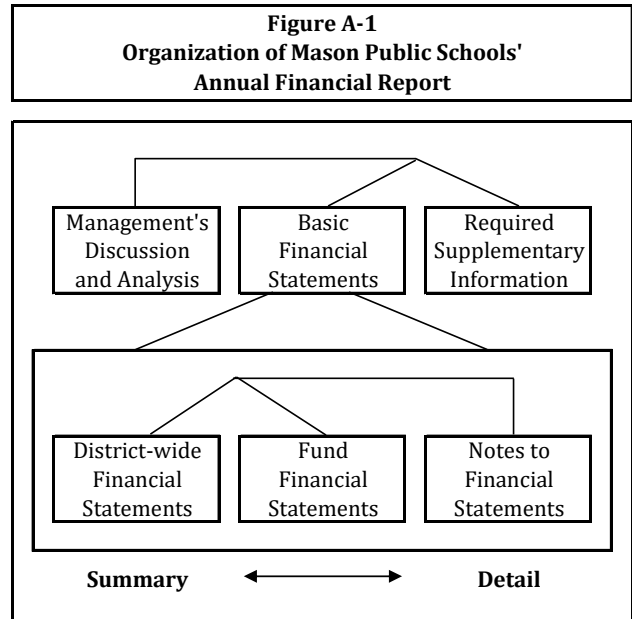 Figure A-1
Organization of Mason Public Schools'
Annual Financial Report
Management's
Discussion
and Analysis
Basic
Financial
Statements
Required
Supplementary
Information
District-wide
Financial
Statements
Fund
Financial
Statements
Notes to
Financial
Statements
Summary
Detail